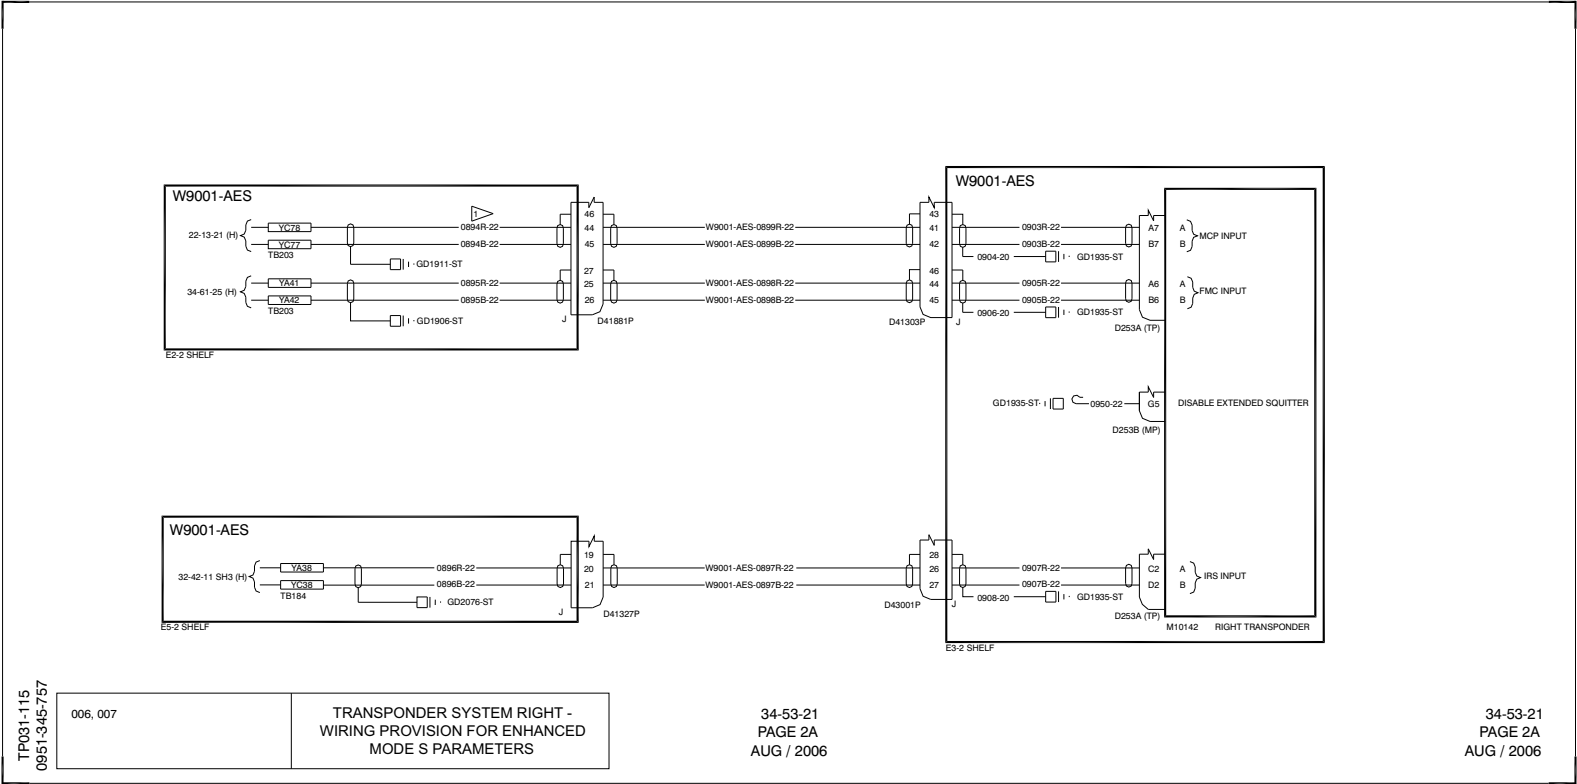 W9001-AES
22-13-21 (H)
YC78
YC77
TB203
1
0894R-22
0894B-22
GD1911-ST
34-61-25 (H)
YA41
YA42
TB203
0895R-22
0895B-22
GD1906-ST
46
44
45
27
25
26
J
D41881P
E2-2 SHELF
W9001-AES-0899R-22
W9001-AES-0899B-22
W9001-AES-0898R-22
W9001-AES-0898B-22
W9001-AES
43
41
42
46
44
45
D41303P
J
0903R-22
0903B-22
0904-20
GD1935-ST
0905R-22
0905B-22
0906-20
GD1935-ST
A7
B7
A6
B6
D253A (TP)
A
B
MCP INPUT
A
B
FMC INPUT
GD1935-ST
0950-22
G5
DISABLE EXTENDED SQUITTER
D253B (MP)
W9001-AES
32-42-11 SH3 (H)
YA38
YC38
TB184
0896R-22
0896B-22
GD2076-ST
19
20
21
J
D41327P
E5-2 SHELF
W9001-AES-0897R-22
W9001-AES-0897B-22
28
26
27
D43001P
J
0907R-22
0907B-22
0908-20
GD1935-ST
C2
D2
D253A (TP)
A
B
IRS INPUT
M10142 RIGHT TRANSPONDER
E3-2 SHELF
TP031-115
0951-345-757
006, 007
TRANSPONDER SYSTEM RIGHT -
WIRING PROVISION FOR ENHANCED
MODE S PARAMETERS
34-53-21
PAGE 2A
AUG / 2006
34-53-21
PAGE 2A
AUG / 2006